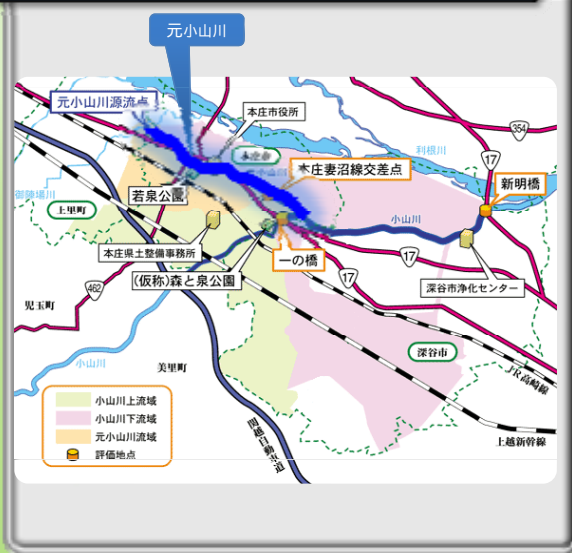 元小山川
元小山川源流点
本庄市役所
354
利根川
17
本庄妻沼線交差点
新明橋
御陣場川
若泉公園
上里町
小山川
本庄県土整備事務所
一の橋
17
(仮称)森と泉公園
17
深谷市浄化センター
462
児玉町
深谷市
小山川
美里町
JR高崎線
小山川上流域
小山川下流域
元小山川流域
評価地点
関越自動車道
上越新幹線